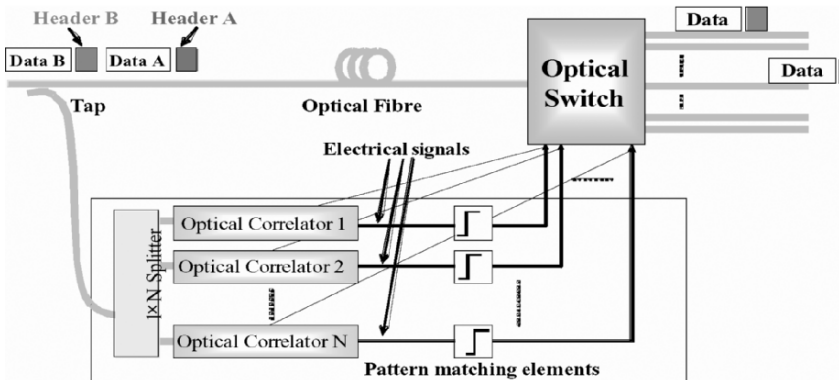 Header B
Header A
Data B
Data A
Data
Data
Optical Switch
Tap
Optical Fibre
Electrical signals
1×N Splitter
Optical Correlator 1
Optical Correlator 2
Optical Correlator N
Pattern matching elements